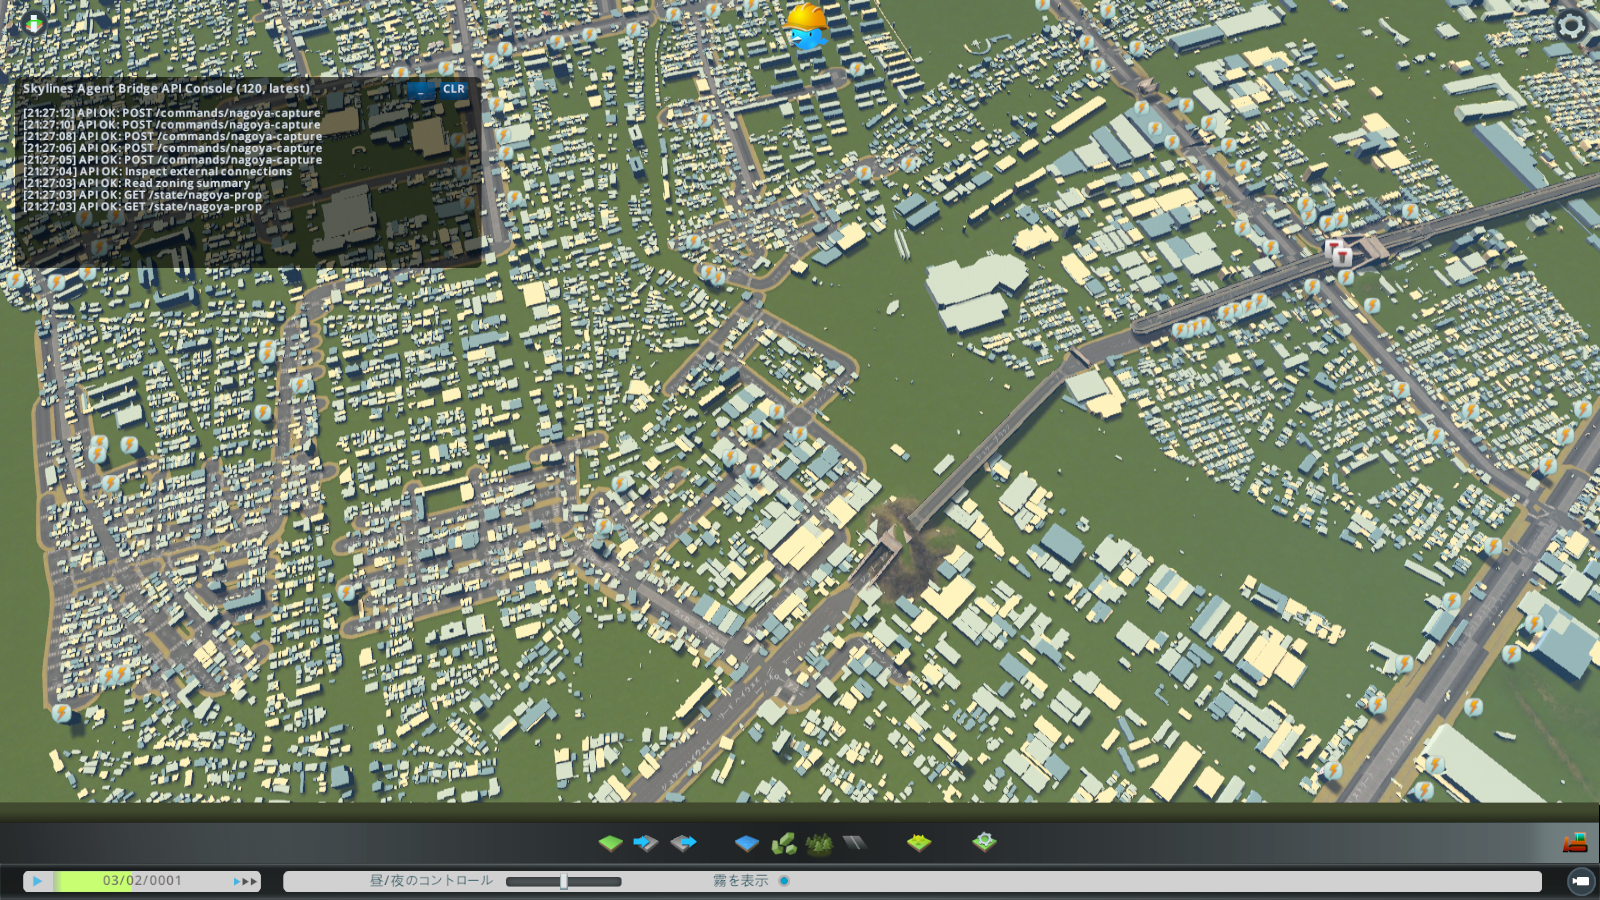 Skylines Agent Bridge API Console (120, latest)
_ CLR
[21:27:12] API OK: POST /commands/nagoya-capture
[21:27:10] API OK: POST /commands/nagoya-capture
[21:27:08] API OK: POST /commands/nagoya-capture
[21:27:06] API OK: POST /commands/nagoya-capture
[21:27:05] API OK: POST /commands/nagoya-capture
[21:27:04] API OK: Inspect external connections
[21:27:03] API OK: Read zoning summary
[21:27:03] API OK: GET /state/nagoya-prop
[21:27:03] API OK: GET /state/nagoya-prop
03/02/0001
昼/夜のコントロール
霧を表示